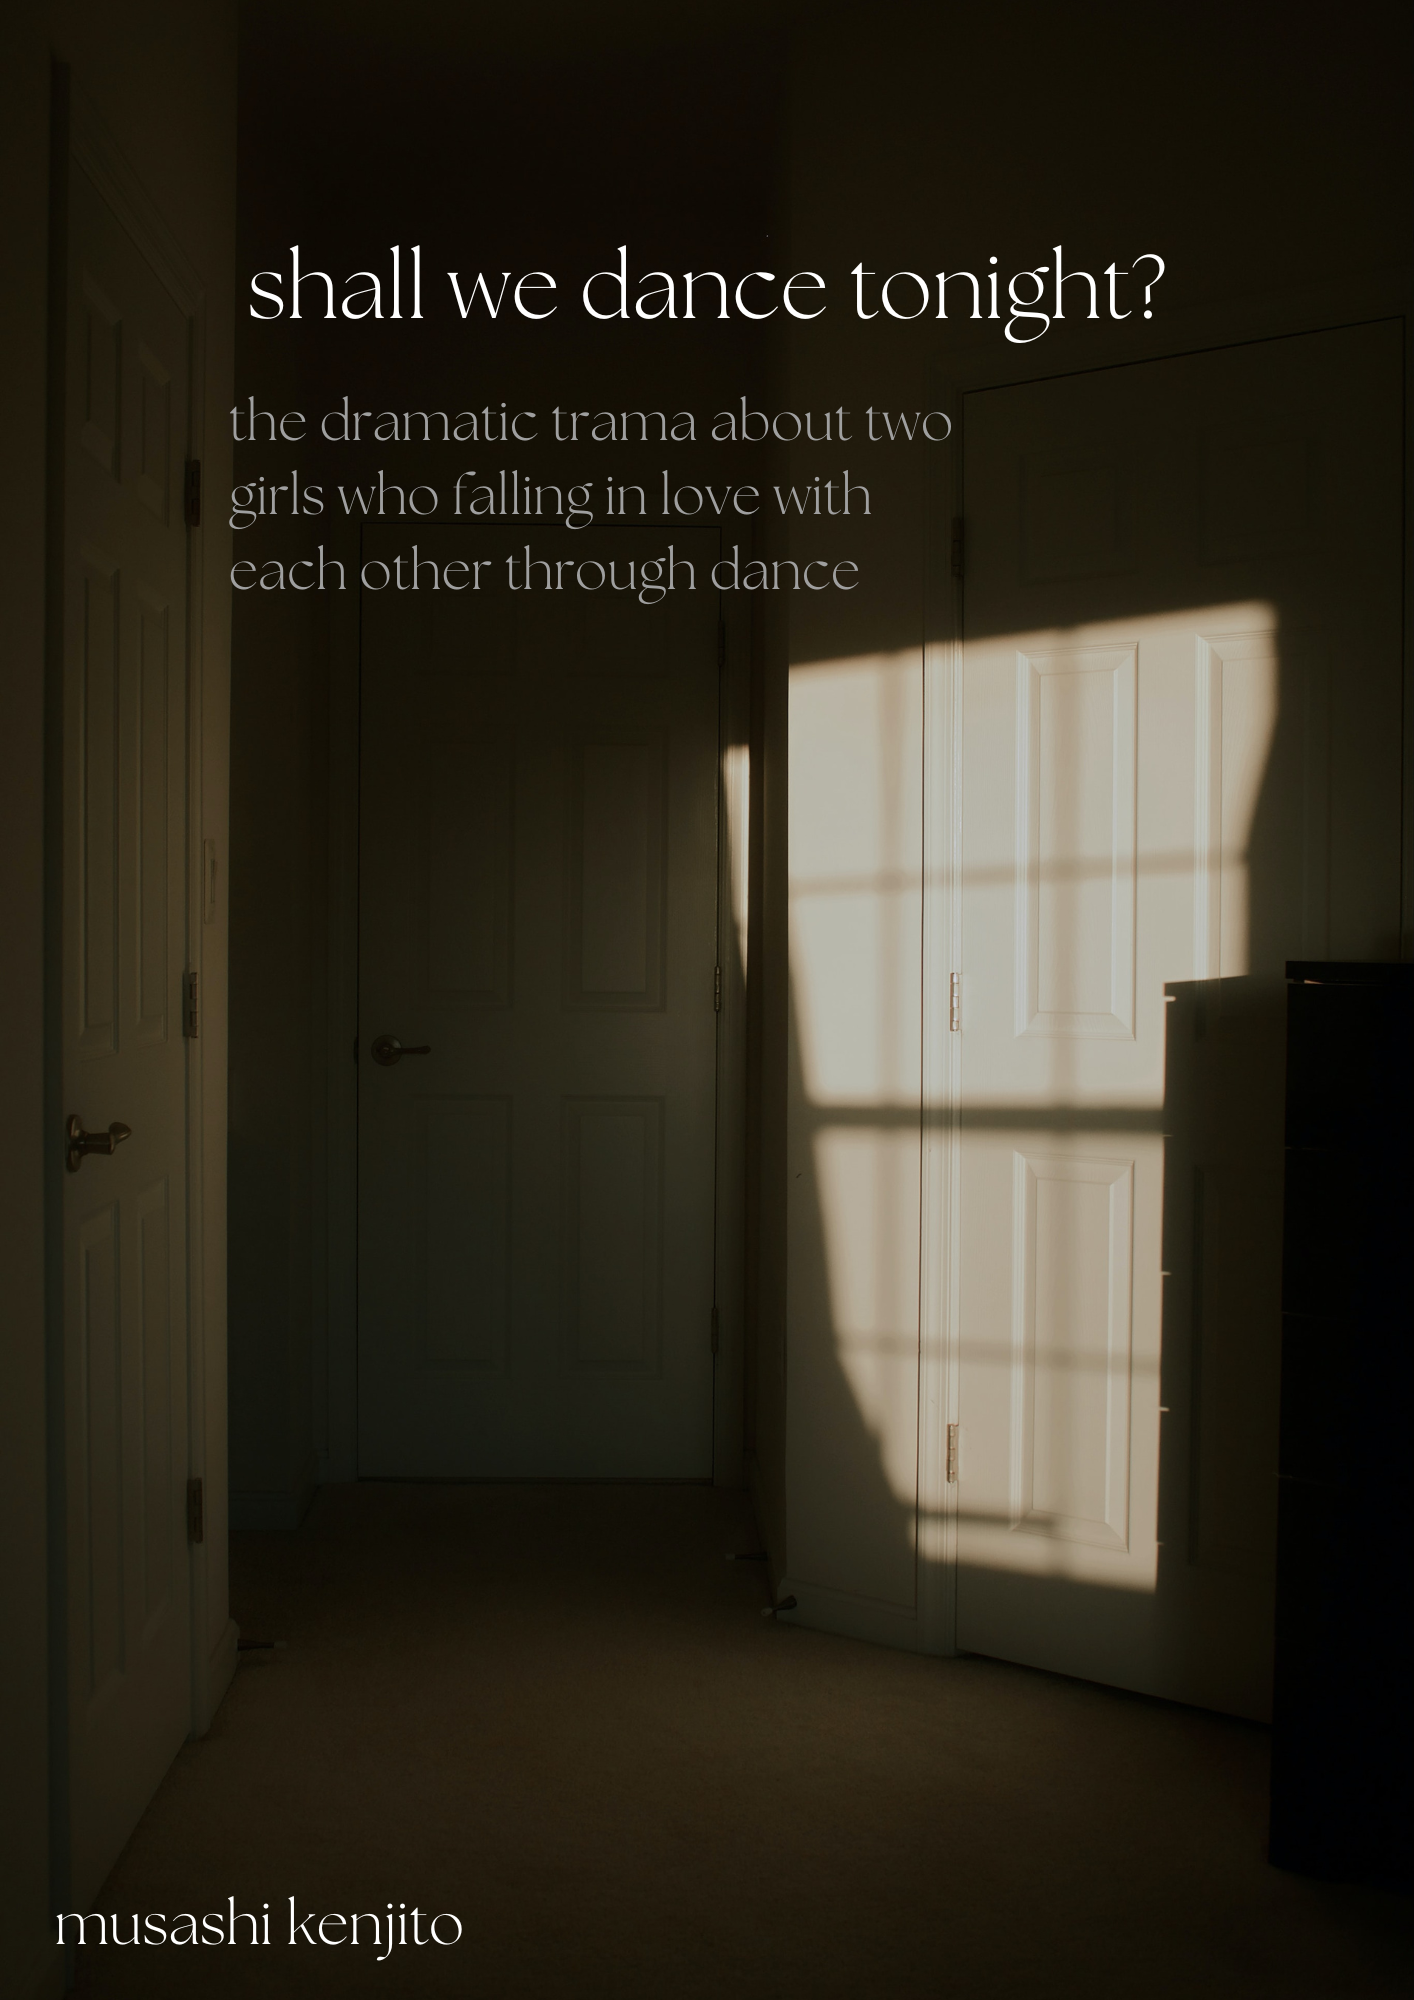 shall we dance tonight?
the dramatic trama about two
girls who falling in love with
each other through dance
musashi kenjito